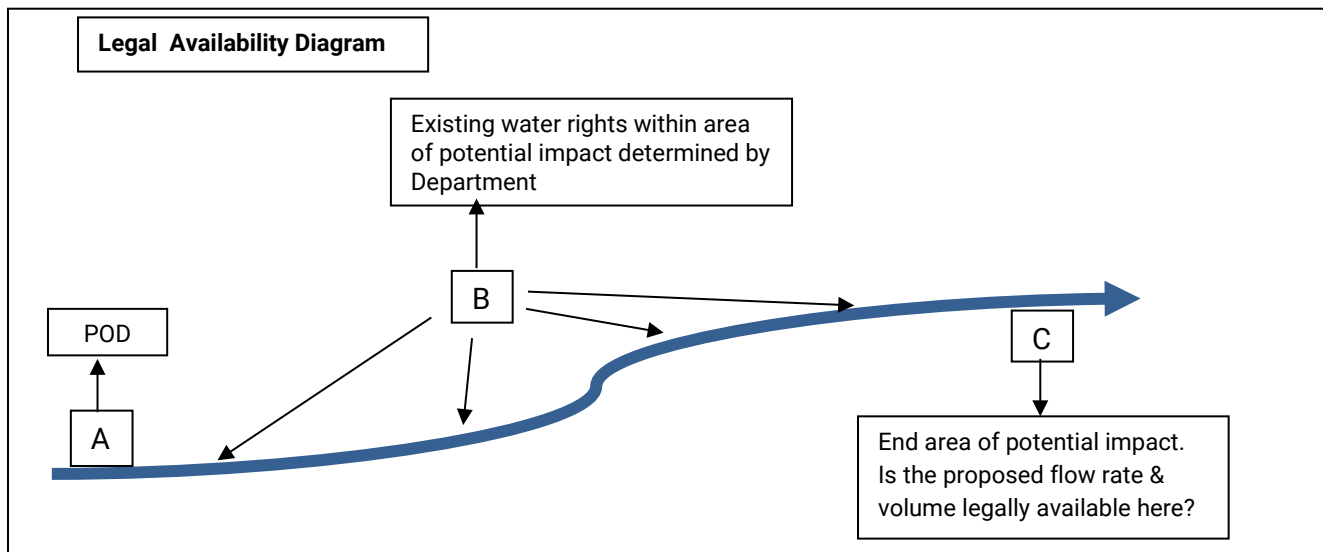 Legal Availability Diagram
Existing water rights within area
of potential impact determined by
Department
B
POD
A
C
End area of potential impact.
Is the proposed flow rate &
volume legally available here?